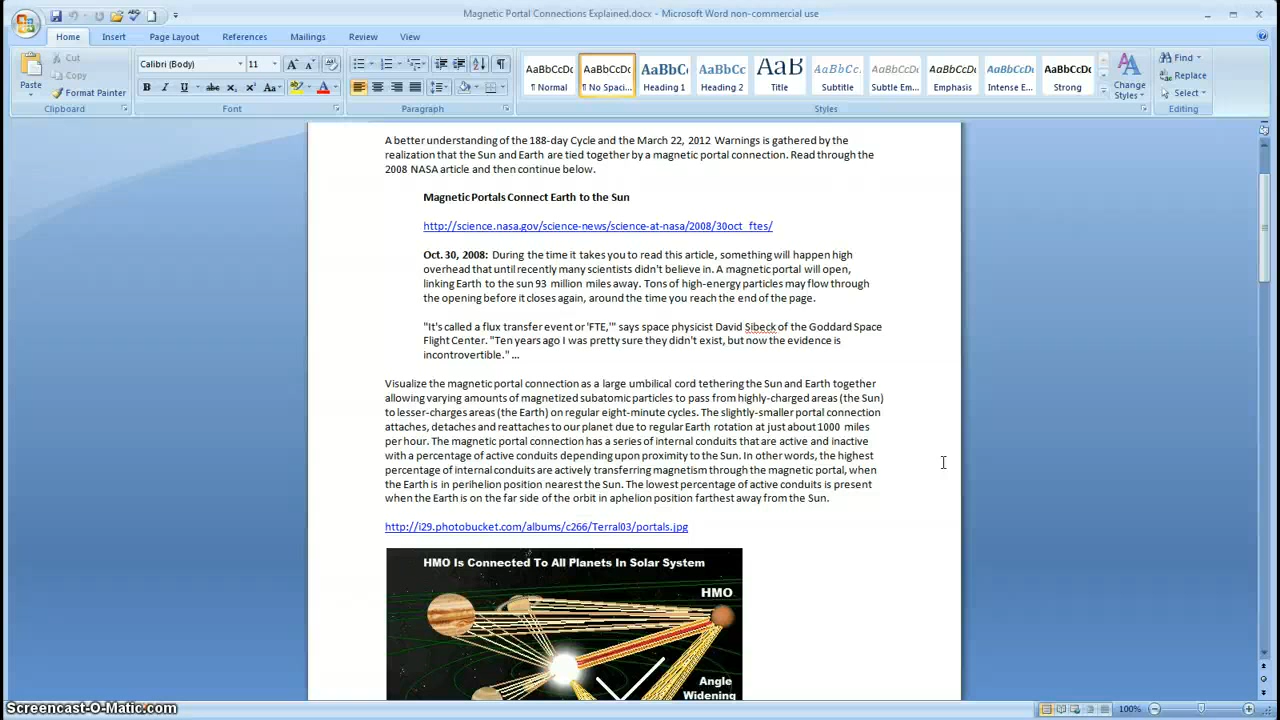 Magnetic Portal Connections Explained.docx - Microsoft Word non-commercial use
Home Insert Page Layout References Mailings Review View
Paste
Cut
Copy
Format Painter
Clipboard
Calibri (Body) 11
Font
Paragraph
AaBbCcDc AaBbCcDc AaBbCc AaBbCc AaB AaBbCc. AaBbCcDc AaBbCcDc AaBbCcDc AaBbCcDc
¶ Normal ¶ No Spaci... Heading 1 Heading 2 Title Subtitle Subtle Em... Emphasis Intense E... Strong
Styles
Change
Styles
Find
Replace
Select
Editing
A better understanding of the 188-day Cycle and the March 22, 2012 Warnings is gathered by the
realization that the Sun and Earth are tied together by a magnetic portal connection. Read through the
2008 NASA article and then continue below.
Magnetic Portals Connect Earth to the Sun
http://science.nasa.gov/science-news/science-at-nasa/2008/30oct_ftes/
Oct. 30, 2008: During the time it takes you to read this article, something will happen high
overhead that until recently many scientists didn't believe in. A magnetic portal will open,
linking Earth to the sun 93 million miles away. Tons of high-energy particles may flow through
the opening before it closes again, around the time you reach the end of the page.
"It's called a flux transfer event or 'FTE,'" says space physicist David Sibeck of the Goddard Space
Flight Center. "Ten years ago I was pretty sure they didn't exist, but now the evidence is
incontrovertible." ...
Visualize the magnetic portal connection as a large umbilical cord tethering the Sun and Earth together
allowing varying amounts of magnetized subatomic particles to pass from highly-charged areas (the Sun)
to lesser-charges areas (the Earth) on regular eight-minute cycles. The slightly-smaller portal connection
attaches, detaches and reattaches to our planet due to regular Earth rotation at just about 1000 miles
per hour. The magnetic portal connection has a series of internal conduits that are active and inactive
with a percentage of active conduits depending upon proximity to the Sun. In other words, the highest
percentage of internal conduits are actively transferring magnetism through the magnetic portal, when
the Earth is in perihelion position nearest the Sun. The lowest percentage of active conduits is present
when the Earth is on the far side of the orbit in aphelion position farthest away from the Sun.
http://i29.photobucket.com/albums/c266/Terral03/portals.jpg
HMO Is Connected To All Planets In Solar System
HMO
Angle
Widening
Screencast-O-Matic.com
100%